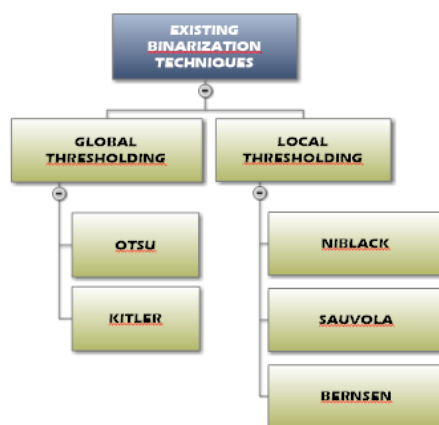 EXISTING
BINARIZATION
TECHNIQUES
GLOBAL
THRESHOLDING
LOCAL
THRESHOLDING
OTSU
KITLER
NIBLACK
SAUVOLA
BERNSEN